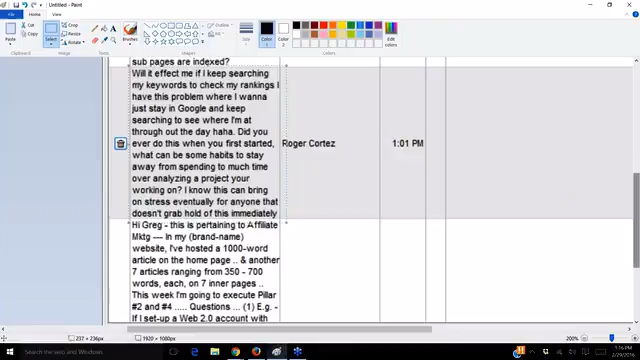 Untitled - Paint
File
Home
View
Paste
Cut
Copy
Clipboard
Select
Crop
Resize
Rotate
Image
Tools
Brushes
Shapes
Outline
Fill
Size
Color 1
Color 2
Colors
Edit colors
sub pages are indexed?
Will it effect me if I keep searching
my keywords to check my rankings I
have this problem where I wanna
just stay in Google and keep
searching to see where I'm at
through out the day haha. Did you
ever do this when you first started,
what can be some habits to stay
away from spending to much time
over analyzing a project your
working on? I know this can bring
on stress eventually for anyone that
doesn't grab hold of this immediately
Roger Cortez
1:01 PM
Hi Greg - this is pertaining to Affiliate
Mktg --- In my (brand-name)
website, I've hosted a 1000-word
article on the home page .. & another
7 articles ranging from 350 - 700
words, each, on 7 inner pages ..
This week I'm going to execute Pillar
#2 and #4 ..... Questions ... (1) E.g. -
If I set-up a Web 2.0 account with
237 × 236px
1920 × 1080px
200%
Search the web and Windows
1:16 PM
2/29/2016